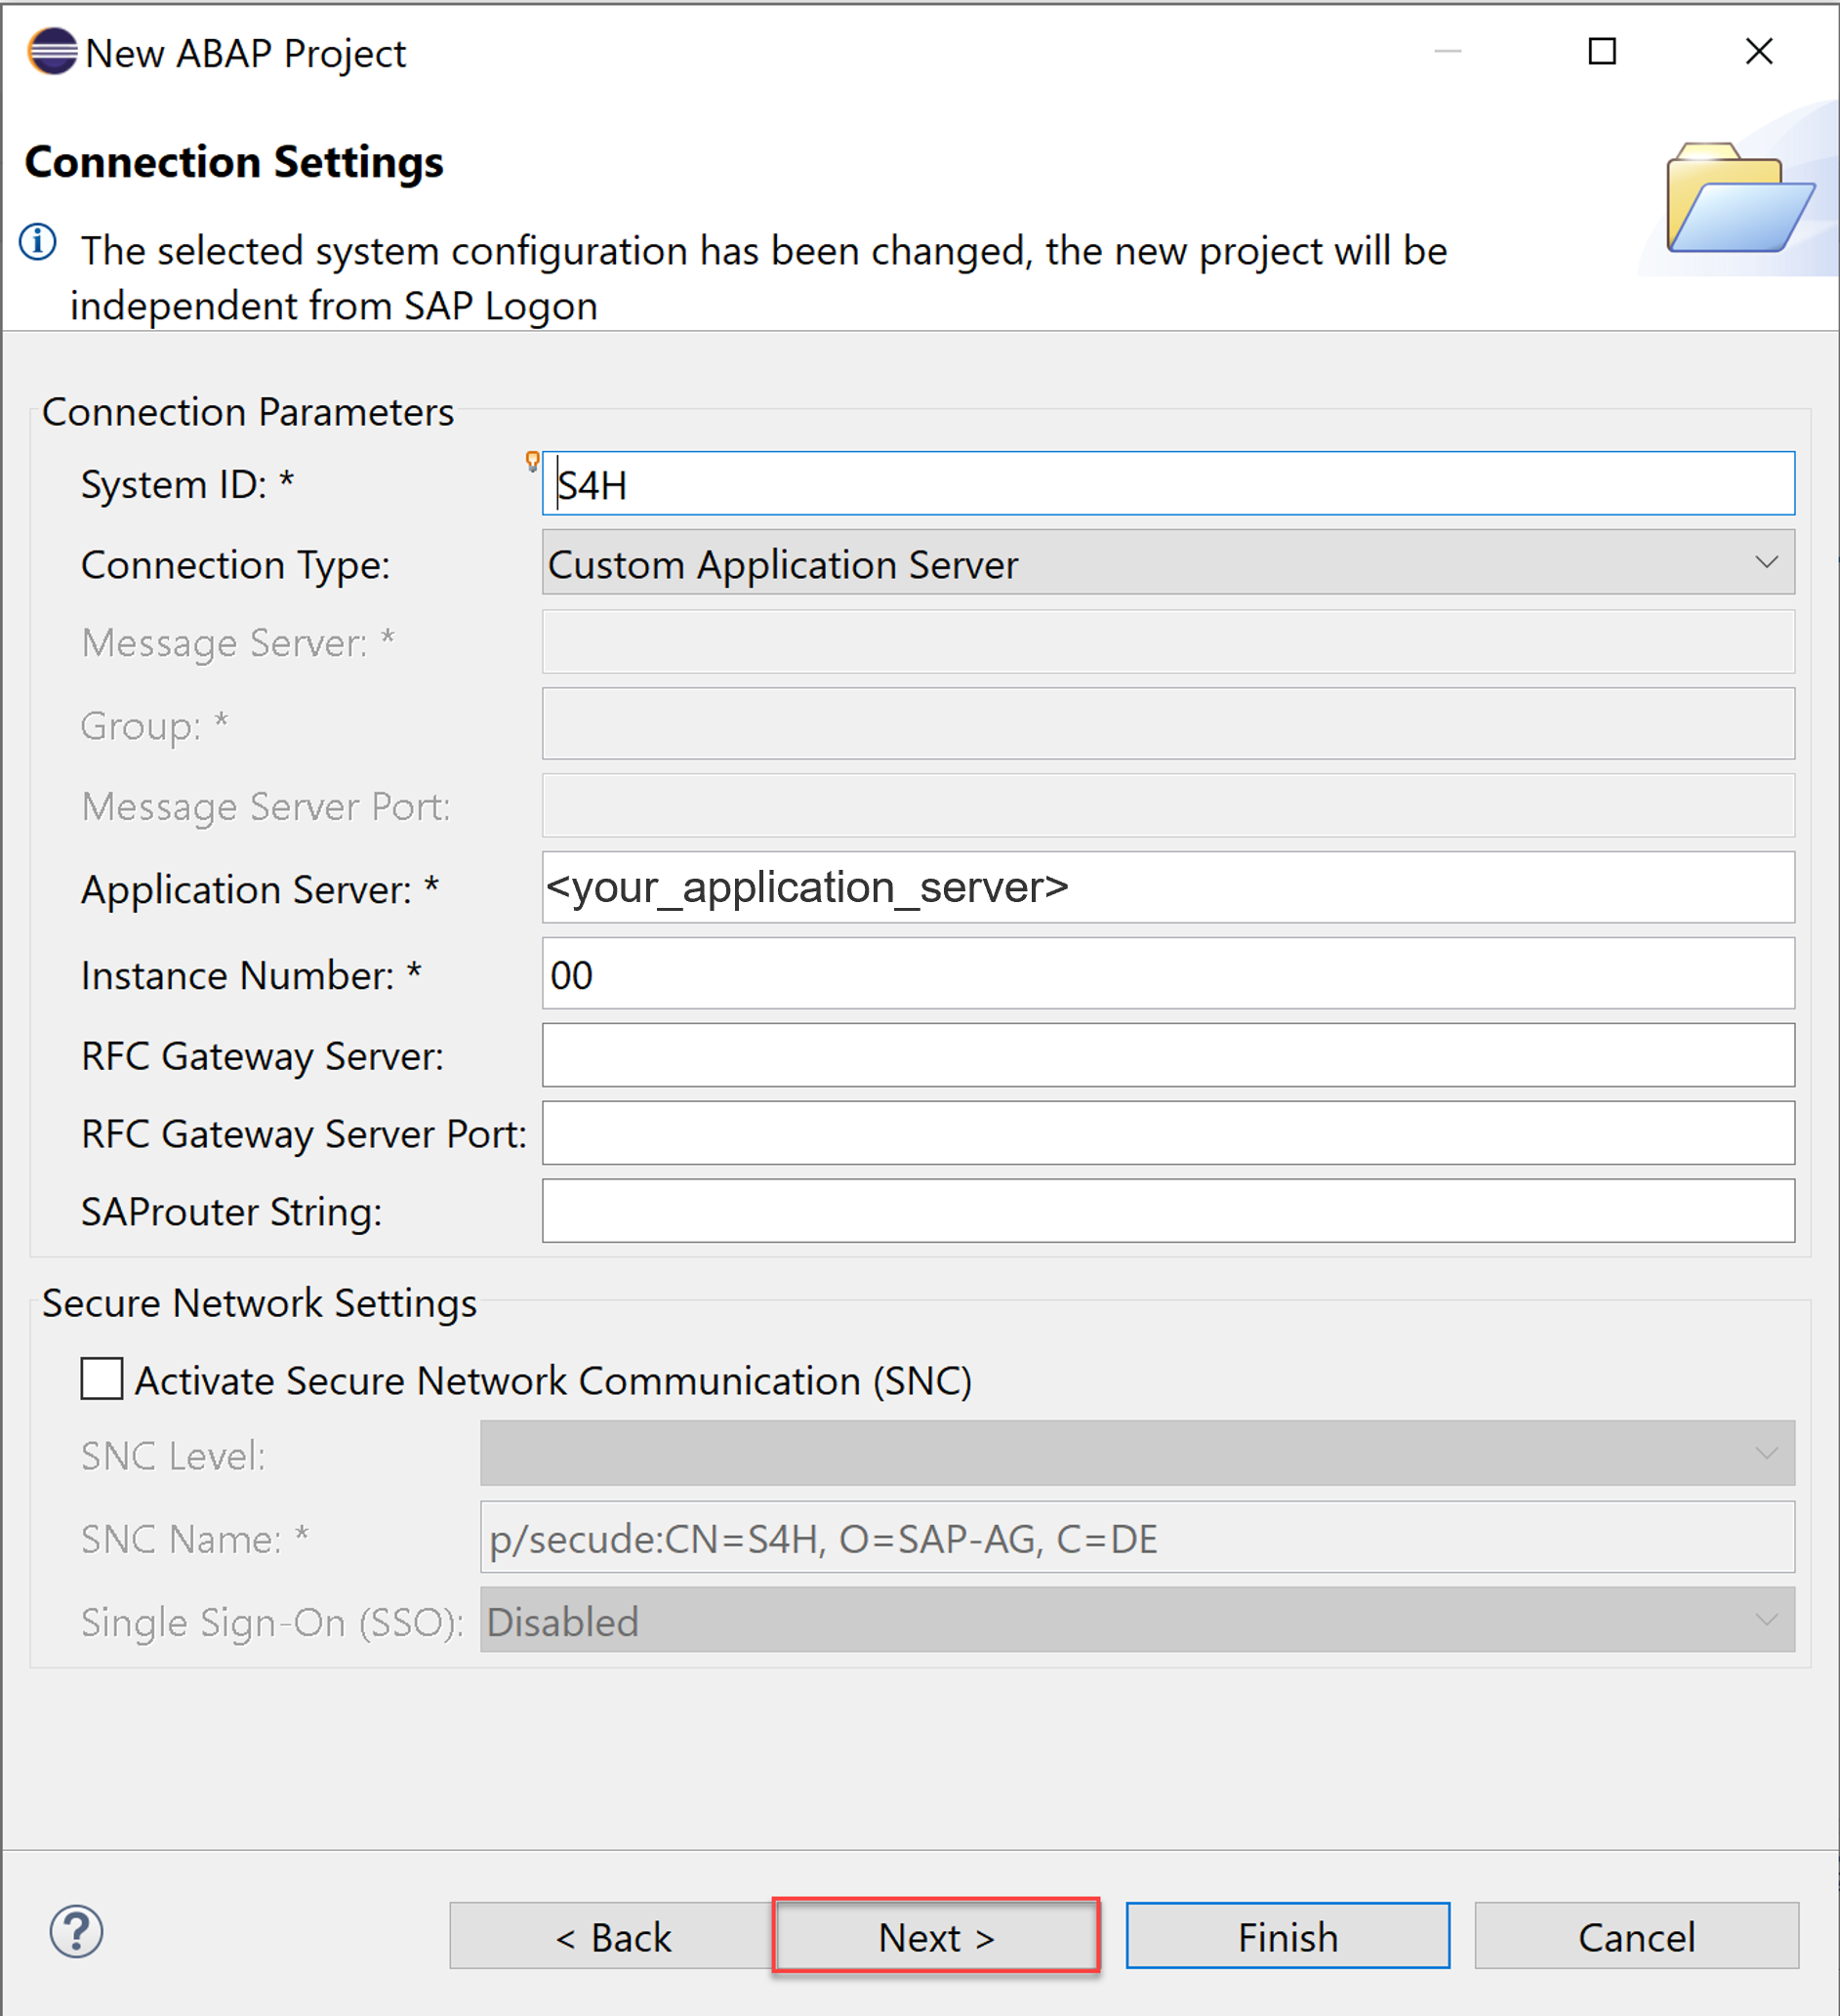 New ABAP Project
Connection Settings
The selected system configuration has been changed, the new project will be
independent from SAP Logon
Connection Parameters
System ID: * S4H
Connection Type: Custom Application Server
Message Server: *
Group: *
Message Server Port:
Application Server: * <your_application_server>
Instance Number: * 00
RFC Gateway Server:
RFC Gateway Server Port:
SAProuter String:
Secure Network Settings
Activate Secure Network Communication (SNC)
SNC Level:
SNC Name: * p/secude:CN=S4H, O=SAP-AG, C=DE
Single Sign-On (SSO): Disabled
? < Back Next > Finish Cancel